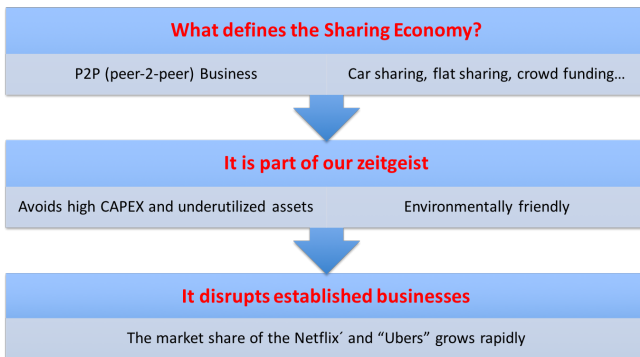 What defines the Sharing Economy?
P2P (peer-2-peer) Business
Car sharing, flat sharing, crowd funding…
It is part of our zeitgeist
Avoids high CAPEX and underutilized assets
Environmentally friendly
It disrupts established businesses
The market share of the Netflix´ and “Ubers” grows rapidly